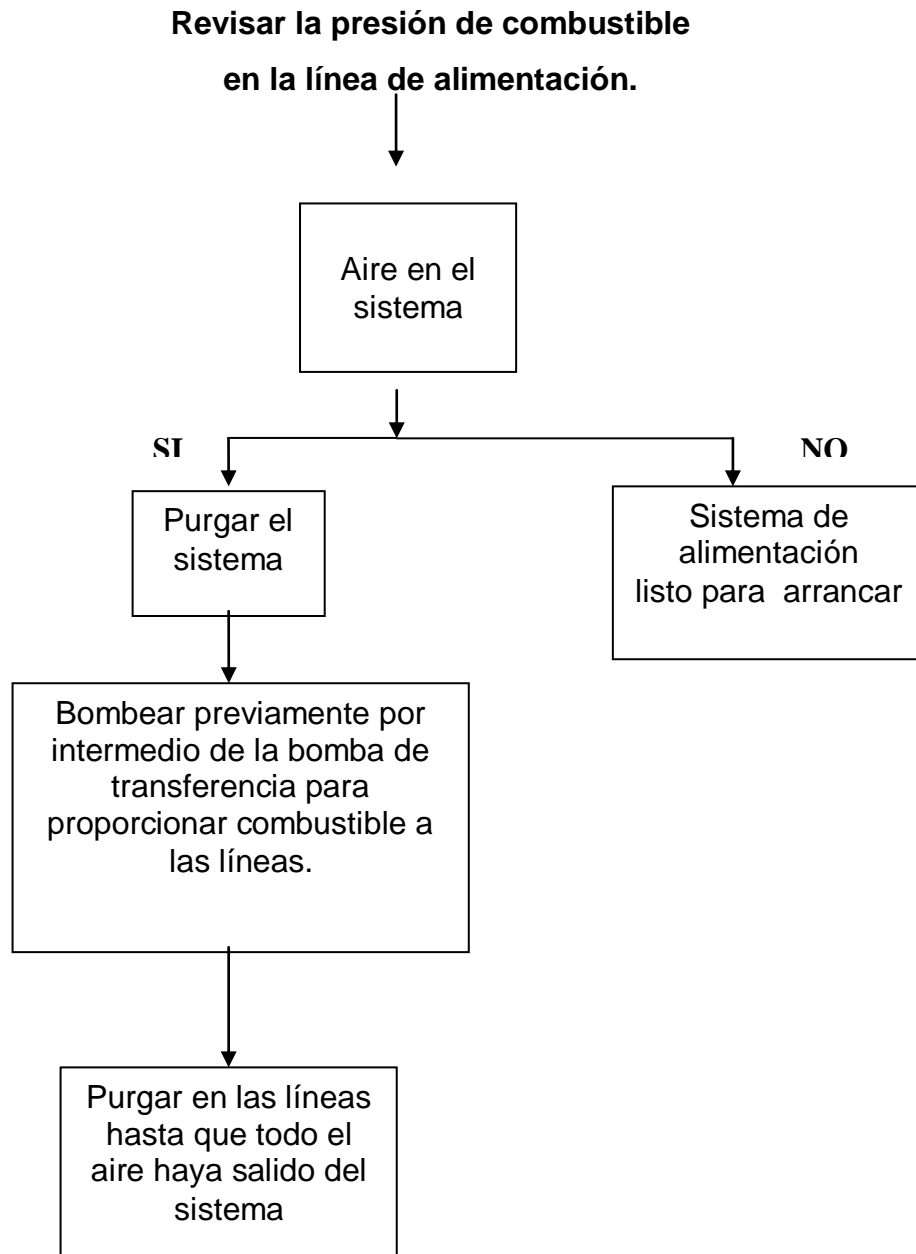 Revisar la presión de combustible
en la línea de alimentación.
Aire en el
sistema
SI
NO
Purgar el
sistema
Sistema de
alimentación
listo para  arrancar
Bombear previamente por
intermedio de la bomba de
transferencia para
proporcionar combustible a
las líneas.
Purgar en las líneas
hasta que todo el
aire haya salido del
sistema